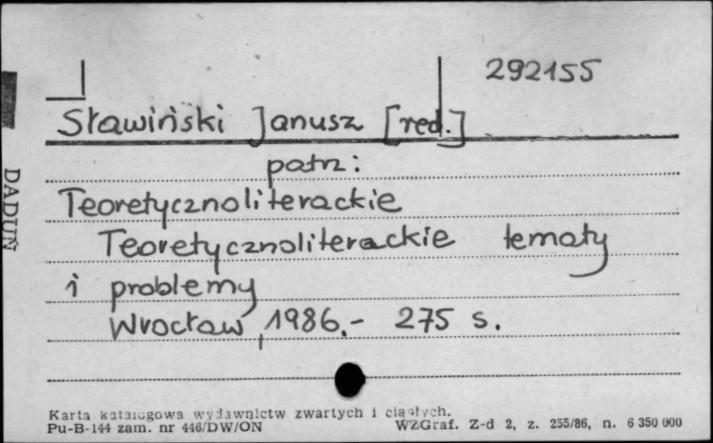 292155
Sławiński Janusz [red.]
patrz:
Teoretycznoliterackie
Teoretycznoliterackie tematy
i problemy
Wrocław, 1986.- 275 s.
DADUŃ
Karta katalogowa wydawnictw zwartych i ciągłych.
Pu-B-144 zam. nr 446/DW/ON WZGraf. Z-d 2, z. 255/86, n. 6 350 000